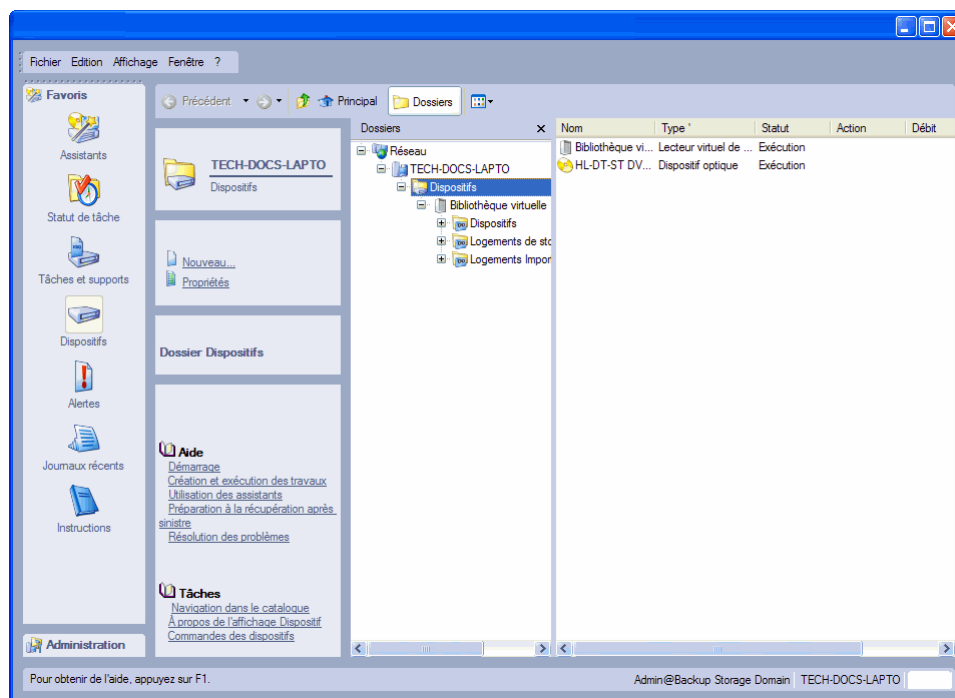 Fichier Edition Affichage Fenêtre ?
Favoris
Assistants
Statut de tâche
Tâches et supports
Dispositifs
Alertes
Journaux récents
Instructions
Administration
Précédent
Principal
Dossiers
TECH-DOCS-LAPTO
Dispositifs
Nouveau...
Propriétés
Dossier Dispositifs
Aide
Démarrage
Création et exécution des travaux
Utilisation des assistants
Préparation à la récupération après
sinistre
Résolution des problèmes
Tâches
Navigation dans le catalogue
À propos de l'affichage Dispositif
Commandes des dispositifs
Dossiers x
Réseau
TECH-DOCS-LAPTO
Dispositifs
Bibliothèque virtuelle
Dispositifs
Logements de sto
Logements Impor
Nom Type Statut Action Débit
Bibliothèque vi... Lecteur virtuel de ... Exécution
HL-DT-ST DV... Dispositif optique Exécution
Pour obtenir de l'aide, appuyez sur F1.
Admin@Backup Storage Domain TECH-DOCS-LAPTO